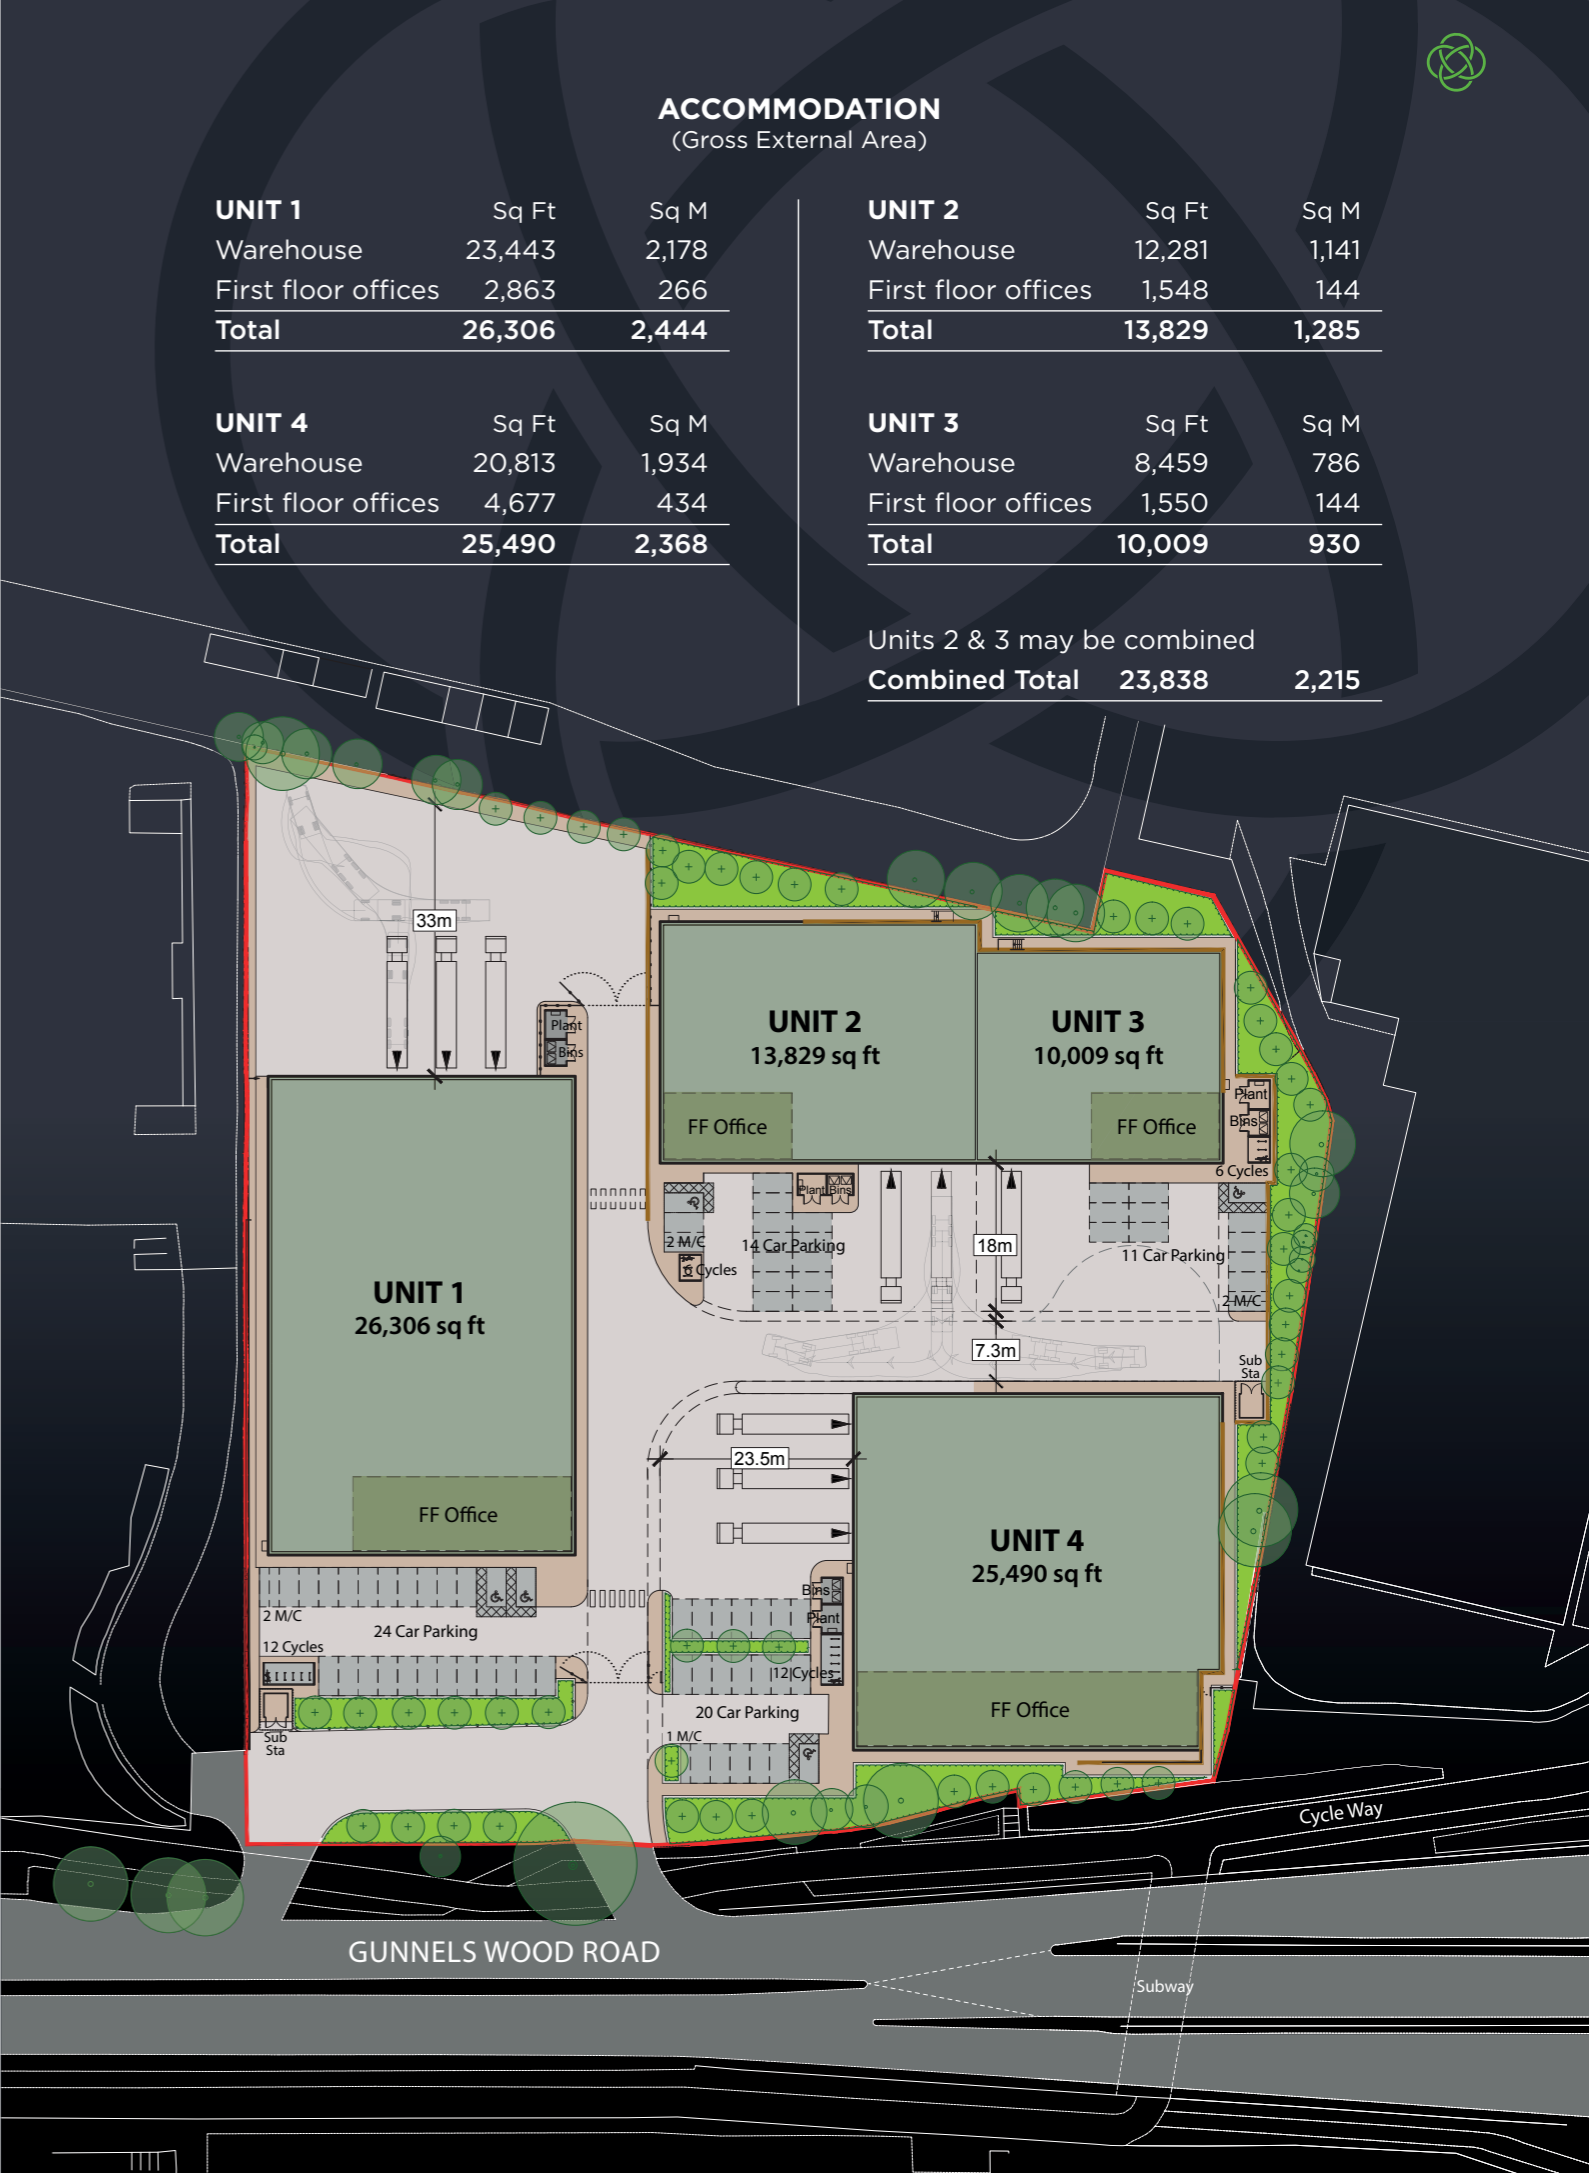 ACCOMMODATION
(Gross External Area)
UNIT 1 Sq Ft Sq M
Warehouse 23,443 2,178
First floor offices 2,863 266
Total 26,306 2,444
UNIT 2 Sq Ft Sq M
Warehouse 12,281 1,141
First floor offices 1,548 144
Total 13,829 1,285
UNIT 4 Sq Ft Sq M
Warehouse 20,813 1,934
First floor offices 4,677 434
Total 25,490 2,368
UNIT 3 Sq Ft Sq M
Warehouse 8,459 786
First floor offices 1,550 144
Total 10,009 930
Units 2 & 3 may be combined
Combined Total 23,838 2,215
33m
Plant
Bins
UNIT 2
13,829 sq ft
FF Office
UNIT 3
10,009 sq ft
FF Office
Plant
Bins
6 Cycles
Plant Bins
2 M/C
14 Car Parking
6 Cycles
18m
11 Car Parking
2 M/C
7.3m
Sub
Sta
UNIT 1
26,306 sq ft
FF Office
23.5m
UNIT 4
25,490 sq ft
FF Office
2 M/C
24 Car Parking
12 Cycles
Sub
Sta
Bins
Plant
12 Cycles
20 Car Parking
1 M/C
Cycle Way
GUNNELS WOOD ROAD
Subway